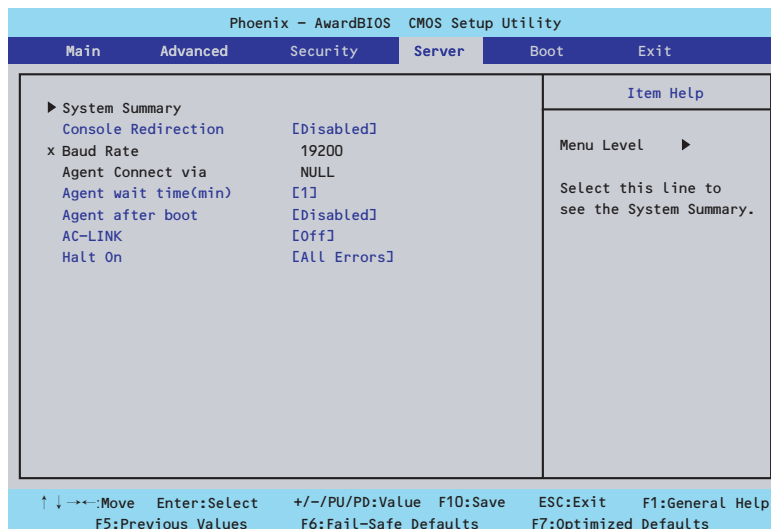 Phoenix – AwardBIOS CMOS Setup Utility
Main Advanced Security Server Boot Exit
Item Help
▶ System Summary
Console Redirection [Disabled]
x Baud Rate 19200
Agent Connect via NULL
Agent wait time(min) [1]
Agent after boot [Disabled]
AC–LINK [Off]
Halt On [All Errors]
Menu Level ▶
Select this line to
see the System Summary.
↑↓→←:Move Enter:Select +/–/PU/PD:Value F10:Save ESC:Exit F1:General Help
F5:Previous Values F6:Fail–Safe Defaults F7:Optimized Defaults